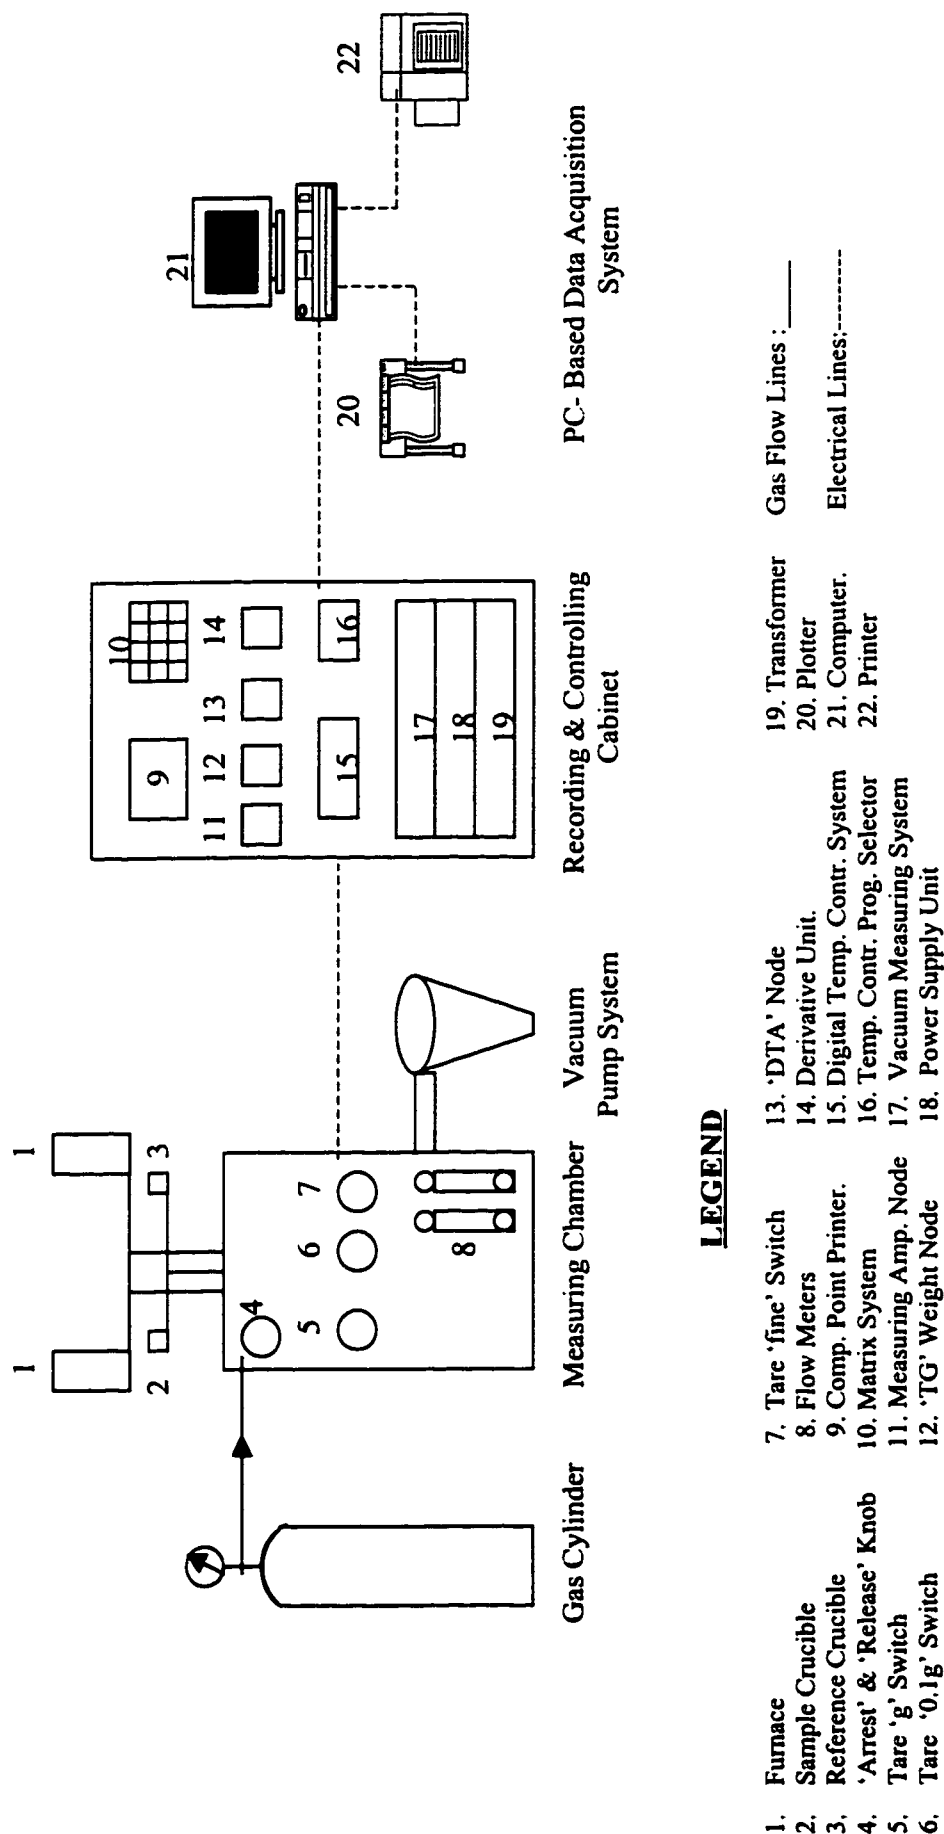 1
1
2
3
4
5
6
7
8
9
10
11
12
13
14
15
16
17
18
19
20
21
22
Gas Cylinder
Measuring Chamber
Vacuum
Pump System
Recording & Controlling
Cabinet
PC- Based Data Acquisition
System
LEGEND
1. Furnace
2. Sample Crucible
3. Reference Crucible
4. 'Arrest' & 'Release' Knob
5. Tare 'g' Switch
6. Tare '0.1g' Switch
7. Tare 'fine' Switch
8. Flow Meters
9. Comp. Point Printer.
10. Matrix System
11. Measuring Amp. Node
12. 'TG' Weight Node
13. 'DTA' Node
14. Derivative Unit.
15. Digital Temp. Contr. System
16. Temp. Contr. Prog. Selector
17. Vacuum Measuring System
18. Power Supply Unit
19. Transformer
20. Plotter
21. Computer.
22. Printer
Gas Flow Lines :____
Electrical Lines:---------